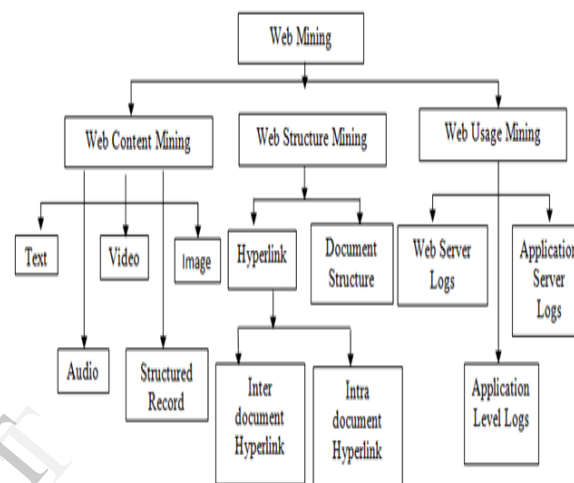 Web Mining
Web Content Mining
Web Structure Mining
Web Usage Mining
Text
Video
Image
Hyperlink
Document
Structure
Web Server
Logs
Application
Server
Logs
Audio
Structured
Record
Inter
document
Hyperlink
Intra
document
Hyperlink
Application
Level Logs